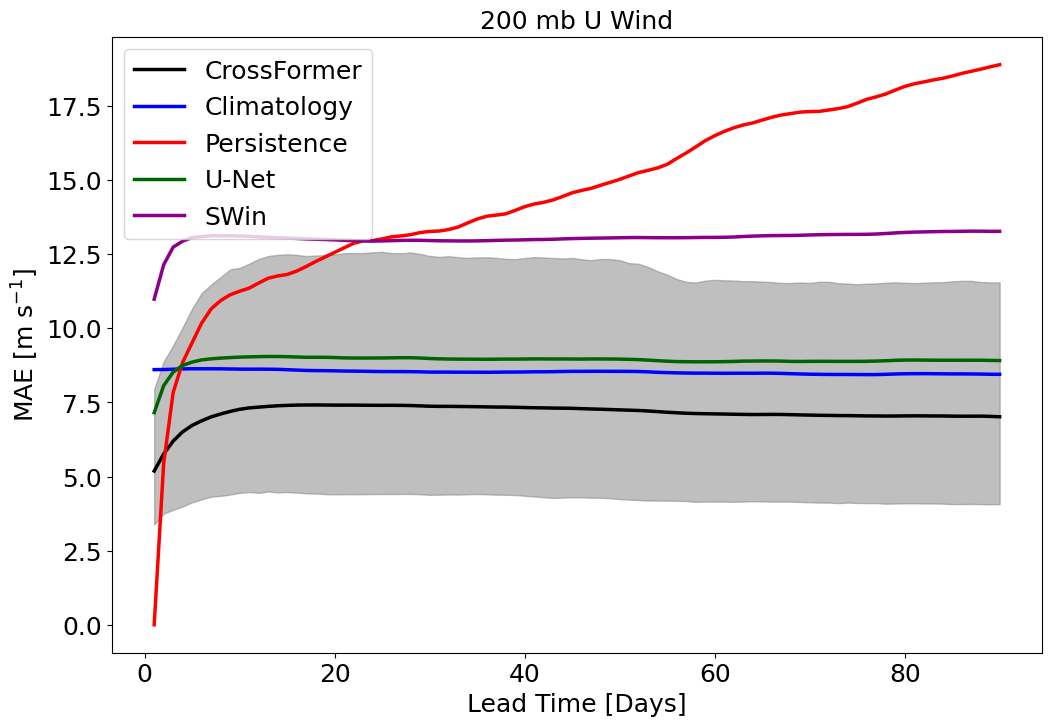 200 mb U Wind
CrossFormer
Climatology
Persistence
U-Net
SWin
MAE [m s⁻¹]
17.5
15.0
12.5
10.0
7.5
5.0
2.5
0.0
0 20 40 60 80
Lead Time [Days]